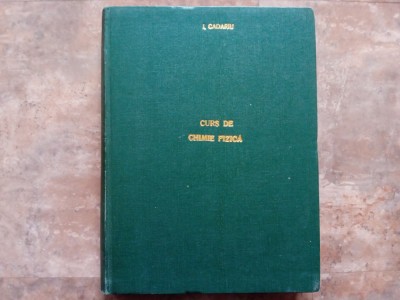 I. CADARIU
CURS DE
CHIMIE FIZICĂ